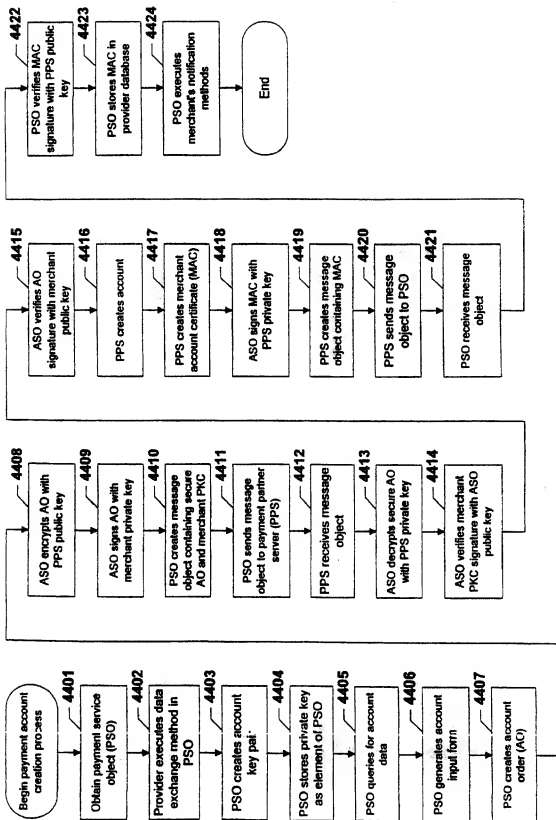 Begin payment account
creation process
4401
Obtain payment service
object (PSO)
4402
Provider executes data
exchange method in
PSO
4403
PSO creates account
key pair
4404
PSO stores private key
as element of PSO
4405
PSO queries for account
data
4406
PSO generates account
input form
4407
PSO creates account
order (AO)
4408
ASO encrypts AO with
PPS public key
4409
ASO signs AO with
merchant private key
4410
PSO creates message
object containing secure
AO and merchant PKC
4411
PSO sends message
object to payment partner
server (PPS)
4412
PPS receives message
object
4413
ASO decrypts secure AO
with PPS private key
4414
ASO verifies merchant
PKC signature with ASO
public key
4415
ASO verifies AO
signature with merchant
public key
4416
PPS creates account
4417
PPS creates merchant
account certificate (MAC)
4418
ASO signs MAC with
PPS private key
4419
PPS creates message
object containing MAC
4420
PPS sends message
object to PSO
4421
PSO receives message
object
4422
PSO verifies MAC
signature with PPS public
key
4423
PSO stores MAC in
provider database
4424
PSO executes
merchant's notification
methods
End